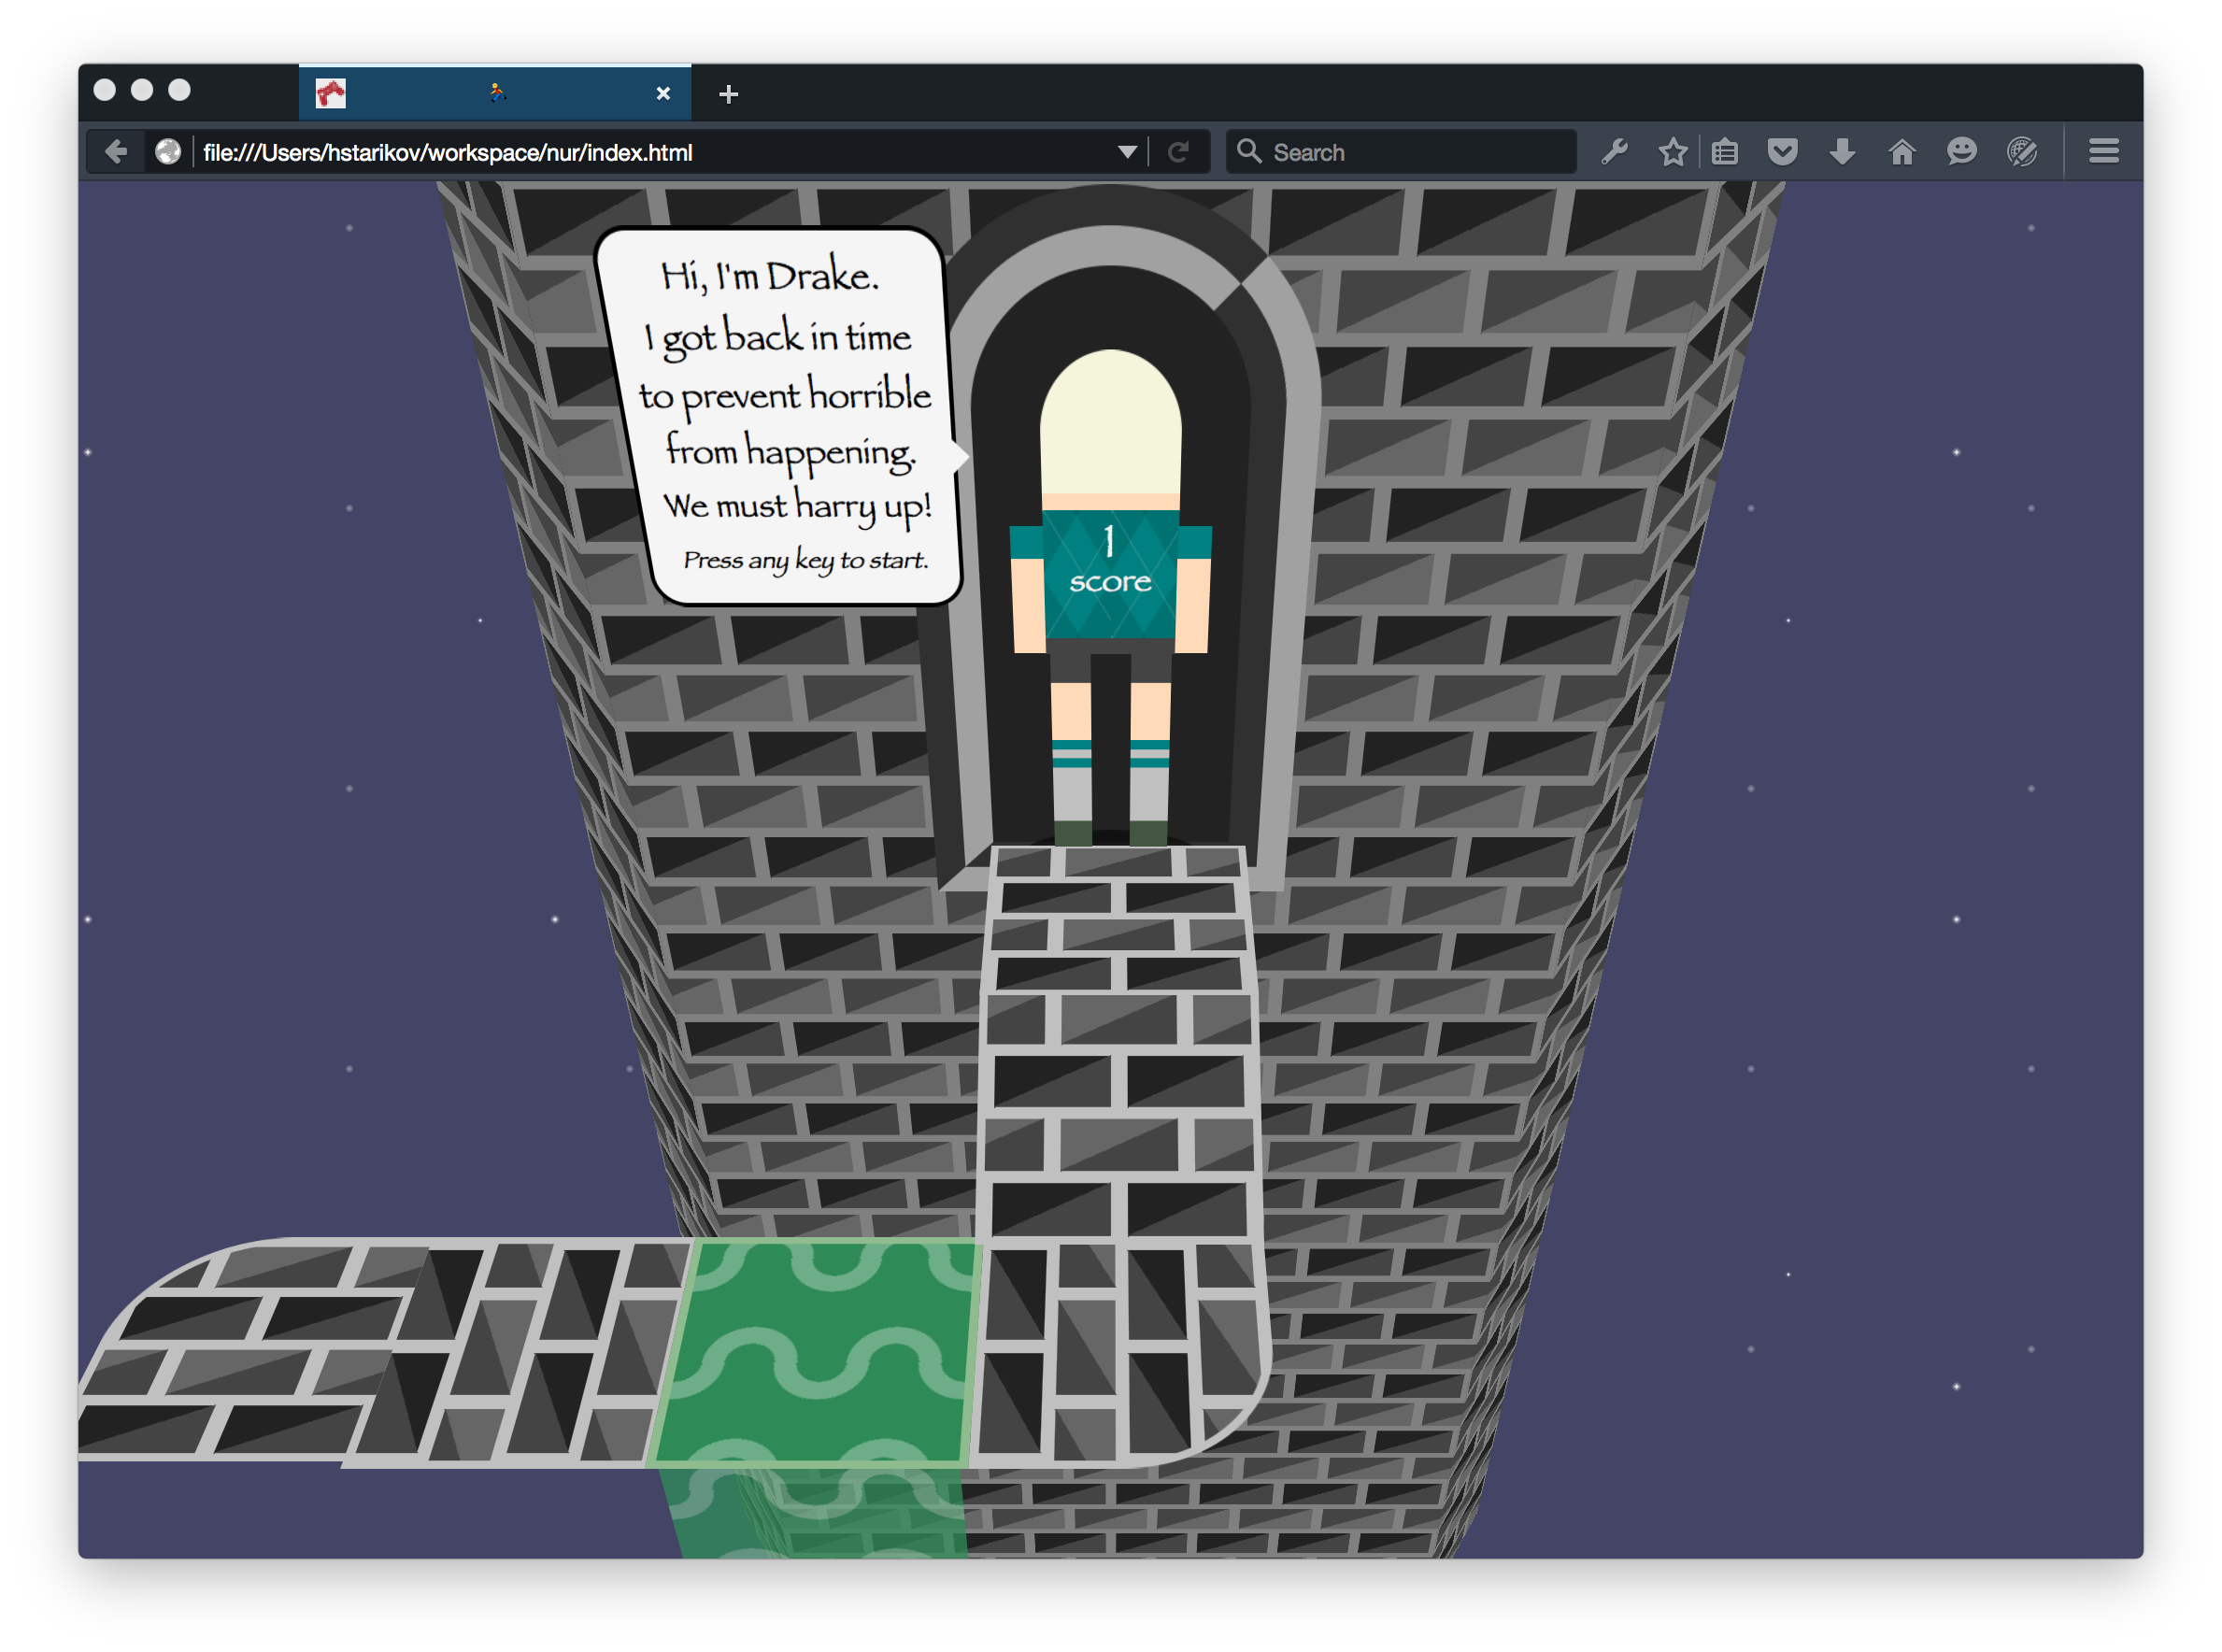 file:///Users/hstarikov/workspace/nur/index.html
Search
Hi, I'm Drake.
I got back in time
to prevent horrible
from happening.
We must harry up!
Press any key to start.
1
score